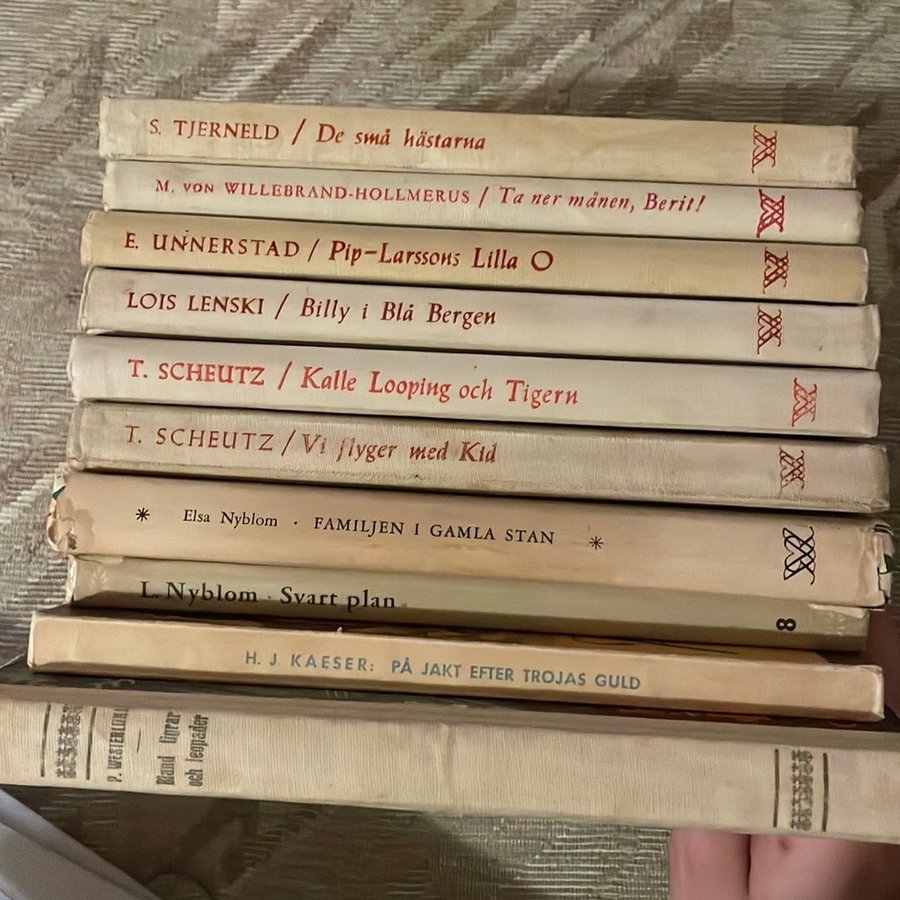 S. TJERNELD / De små hästarna
M. VON WILLEBRAND-HOLLMERUS / Ta ner månen, Berit!
E. UNNERSTAD / Pip-Larssons Lilla O
LOIS LENSKI / Billy i Blå Bergen
T. SCHEUTZ / Kalle Looping och Tigern
T. SCHEUTZ / Vi flyger med Kid
* Elsa Nyblom · FAMILJEN I GAMLA STAN *
L. Nyblom · Svart plan 8
H. J. KAESER: PÅ JAKT EFTER TROJAS GULD
P. WESTERLUND
Bland tigrar
och leopader